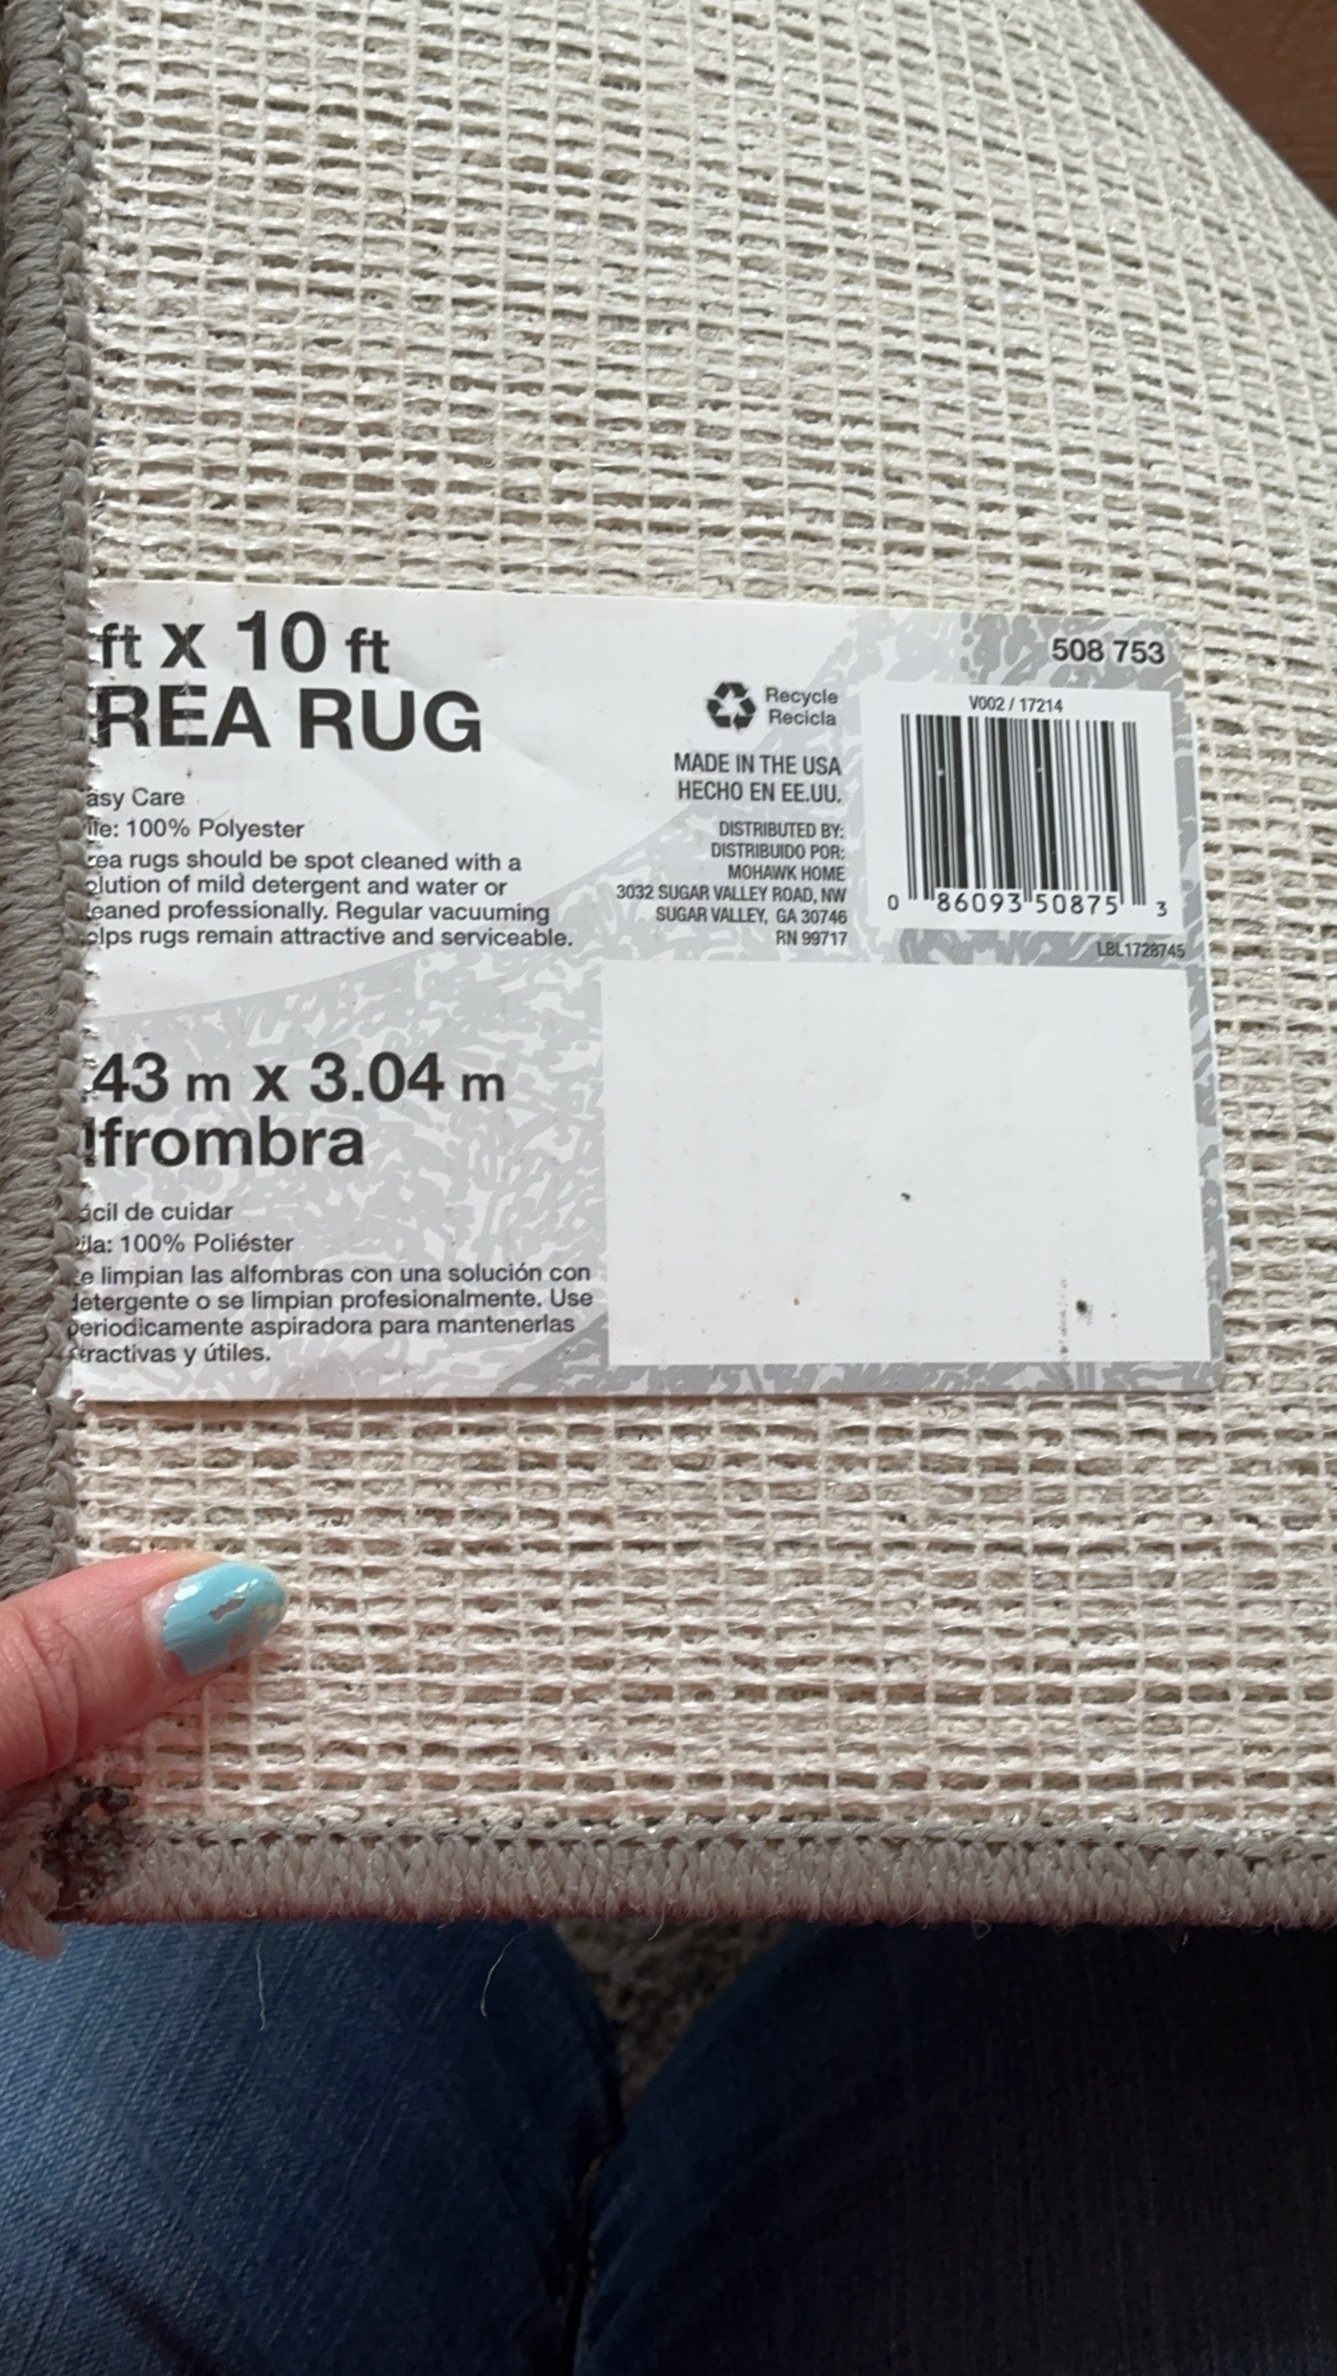 ft x 10 ft
REA RUG
asy Care
ile: 100% Polyester
rea rugs should be spot cleaned with a
olution of mild detergent and water or
eaned professionally. Regular vacuuming
elps rugs remain attractive and serviceable.
43 m x 3.04 m
lfrombra
ácil de cuidar
ila: 100% Poliéster
e limpian las alfombras con una solución con
detergente o se limpian profesionalmente. Use
periodicamente aspiradora para mantenerlas
tractivas y útiles.
Recycle
Recicla
MADE IN THE USA
HECHO EN EE.UU.
DISTRIBUTED BY:
DISTRIBUIDO POR:
MOHAWK HOME
3032 SUGAR VALLEY ROAD, NW
SUGAR VALLEY, GA 30746
RN 99717
508 753
V002 / 17214
0 86093 50875 3
LBL1728745